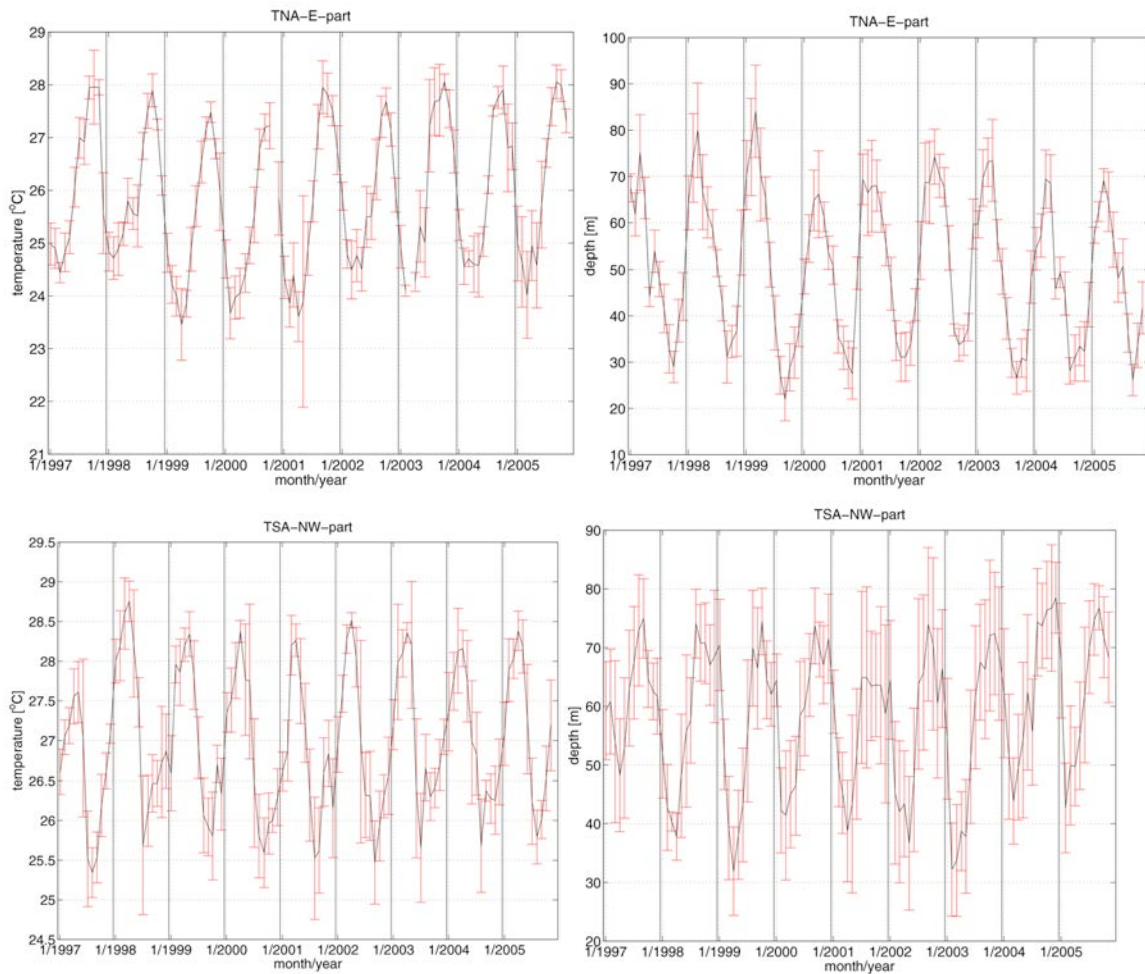 TNA-E-part
29
28
27
26
25
24
23
22
21
temperature [°C]
1/1997 1/1998 1/1999 1/2000 1/2001 1/2002 1/2003 1/2004 1/2005
month/year
TNA-E-part
100
90
80
70
60
50
40
30
20
10
depth [m]
1/1997 1/1998 1/1999 1/2000 1/2001 1/2002 1/2003 1/2004 1/2005
month/year
TSA-NW-part
29.5
29
28.5
28
27.5
27
26.5
26
25.5
25
24.5
temperature [°C]
1/1997 1/1998 1/1999 1/2000 1/2001 1/2002 1/2003 1/2004 1/2005
month/year
TSA-NW-part
90
80
70
60
50
40
30
20
depth [m]
1/1997 1/1998 1/1999 1/2000 1/2001 1/2002 1/2003 1/2004 1/2005
month/year